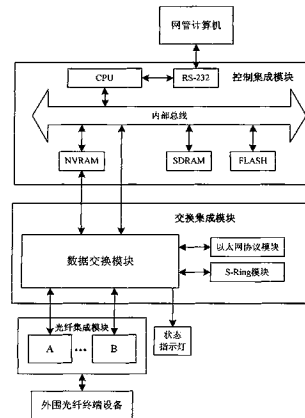 网管计算机
CPU
RS-232
控制集成模块
内部总线
NVRAM
SDRAM
FLASH
交换集成模块
数据交换模块
以太网协议模块
S-Ring模块
光纤集成模块
A
···
B
状态
指示灯
外围光纤终端设备